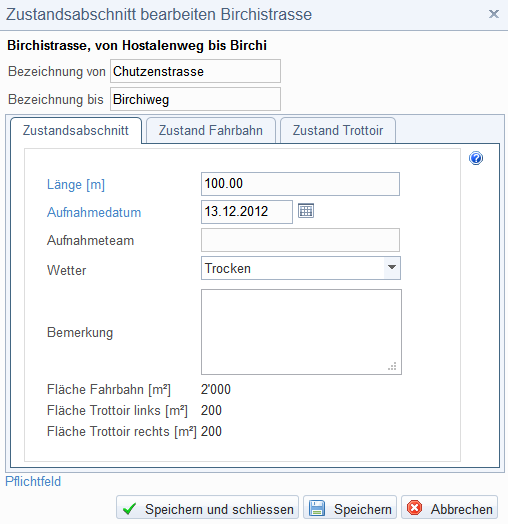 Zustandsabschnitt bearbeiten Birchistrasse
Birchistrasse, von Hostalenweg bis Birchi
Bezeichnung von Chutzenstrasse
Bezeichnung bis Birchiweg
Zustandsabschnitt Zustand Fahrbahn Zustand Trottoir
Länge [m] 100.00
Aufnahmedatum 13.12.2012
Aufnahmeteam
Wetter Trocken
Bemerkung
Fläche Fahrbahn [m²] 2'000
Fläche Trottoir links [m²] 200
Fläche Trottoir rechts [m²] 200
Pflichtfeld
Speichern und schliessen Speichern Abbrechen